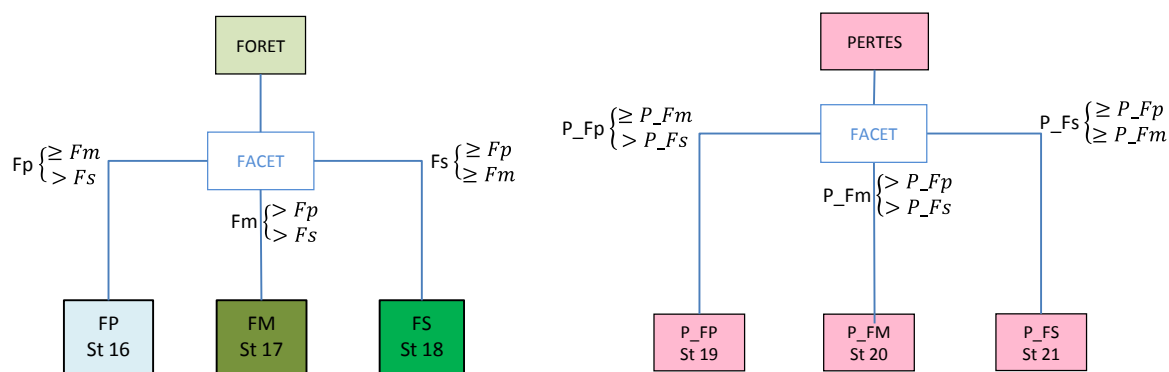 FORET
FACET
Fp { ≥ Fm
> Fs
Fs { ≥ Fp
≥ Fm
Fm { > Fp
> Fs
FP
St 16
FM
St 17
FS
St 18
PERTES
FACET
P_Fp { ≥ P_Fm
> P_Fs
P_Fs { ≥ P_Fp
≥ P_Fm
P_Fm { > P_Fp
> P_Fs
P_FP
St 19
P_FM
St 20
P_FS
St 21